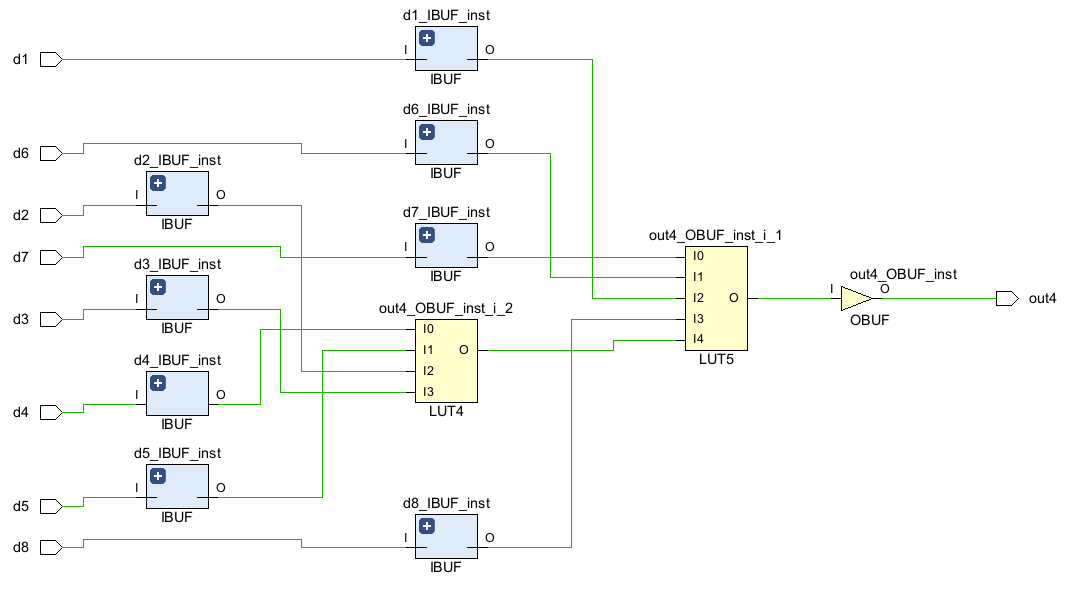 d1_IBUF_inst
d1
I
O
IBUF
d6_IBUF_inst
d6
I
O
IBUF
d2_IBUF_inst
d2
I
O
IBUF
d7_IBUF_inst
d7
I
O
IBUF
d3_IBUF_inst
d3
I
O
IBUF
out4_OBUF_inst_i_1
I0
I1
I2
I3
I4
O
LUT5
out4_OBUF_inst
I
O
OBUF
out4
out4_OBUF_inst_i_2
I0
I1
I2
I3
O
LUT4
d4_IBUF_inst
d4
I
O
IBUF
d5_IBUF_inst
d5
I
O
IBUF
d8_IBUF_inst
d8
I
O
IBUF